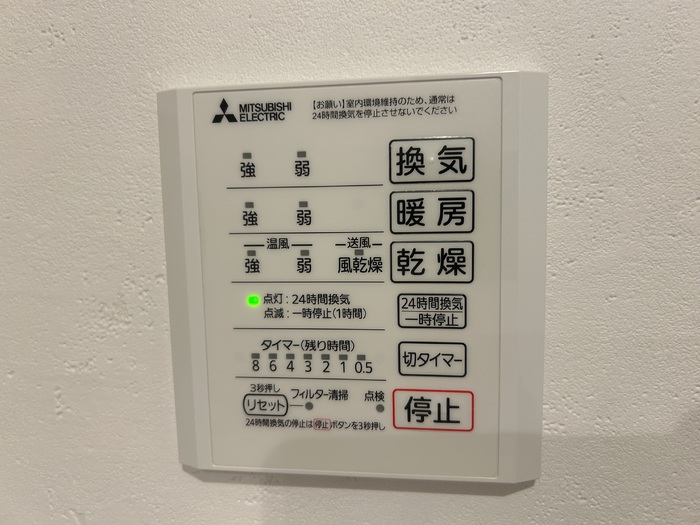 MITSUBISHI
ELECTRIC
【お願い】室内環境維持のため、通常は
24時間換気を停止させないでください
強 弱 換気
強 弱 暖房
温風 送風
強 弱 風乾燥 乾燥
点灯：24時間換気
点滅：一時停止(1時間)
24時間換気
一時停止
タイマー(残り時間)
8 6 4 3 2 1 0.5
切タイマー
3秒押し
リセット フィルター清掃 点検
停止
24時間換気の停止は停止ボタンを3秒押し